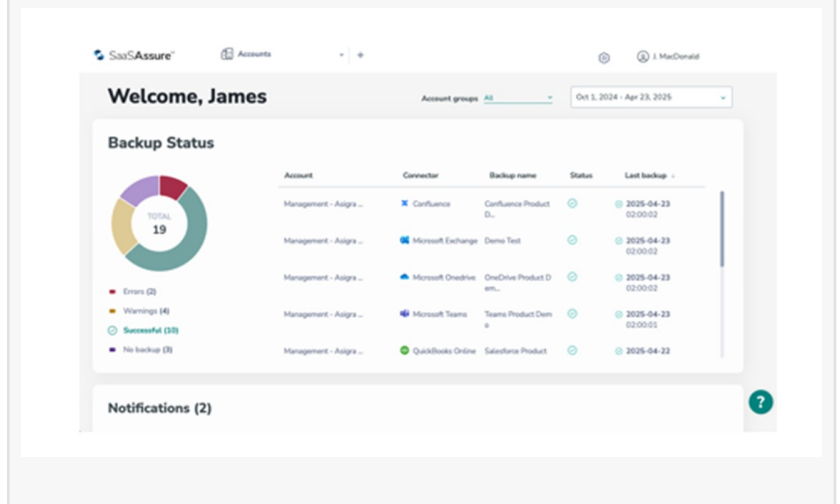 SaaSAssure™
Accounts
+
J. MacDonald
Welcome, James
Account groups All
Oct 1, 2024 - Apr 23, 2025
Backup Status
TOTAL
19
Errors (2)
Warnings (4)
Successful (10)
No backup (3)
Account Connector Backup name Status Last backup
Management - Asigra ... Confluence Confluence Product D... 2025-04-23 02:00:02
Management - Asigra ... Microsoft Exchange Demo Test 2025-04-23 02:00:02
Management - Asigra ... Microsoft Onedrive OneDrive Product Dem... 2025-04-23 02:00:02
Management - Asigra ... Microsoft Teams Teams Product Demo 2025-04-23 02:00:01
Management - Asigra ... QuickBooks Online Salesforce Product 2025-04-22
Notifications (2)
?